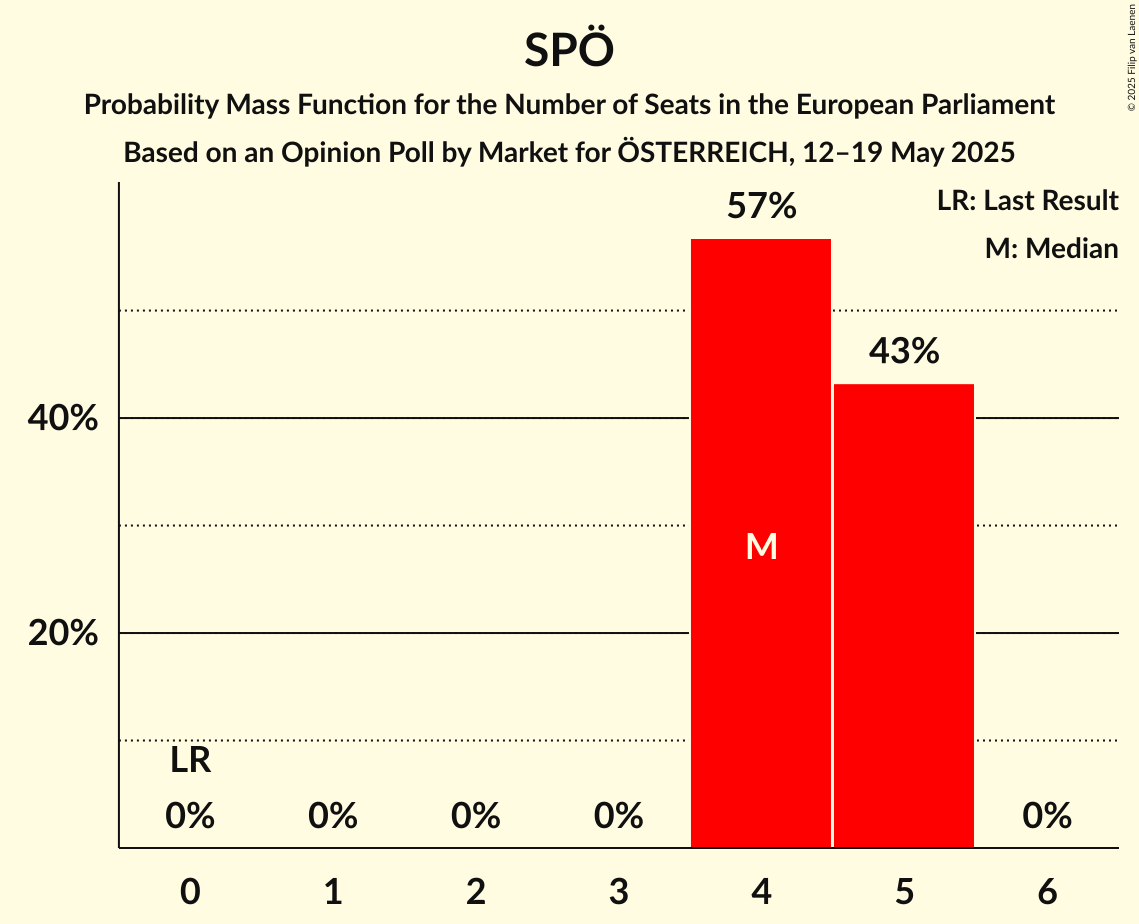 SPÖ
Probability Mass Function for the Number of Seats in the European Parliament
Based on an Opinion Poll by Market for ÖSTERREICH, 12–19 May 2025
© 2025 Filip van Laenen
LR: Last Result
M: Median
57%
43%
40%
M
20%
LR
0% 0% 0% 0% 0%
0 1 2 3 4 5 6